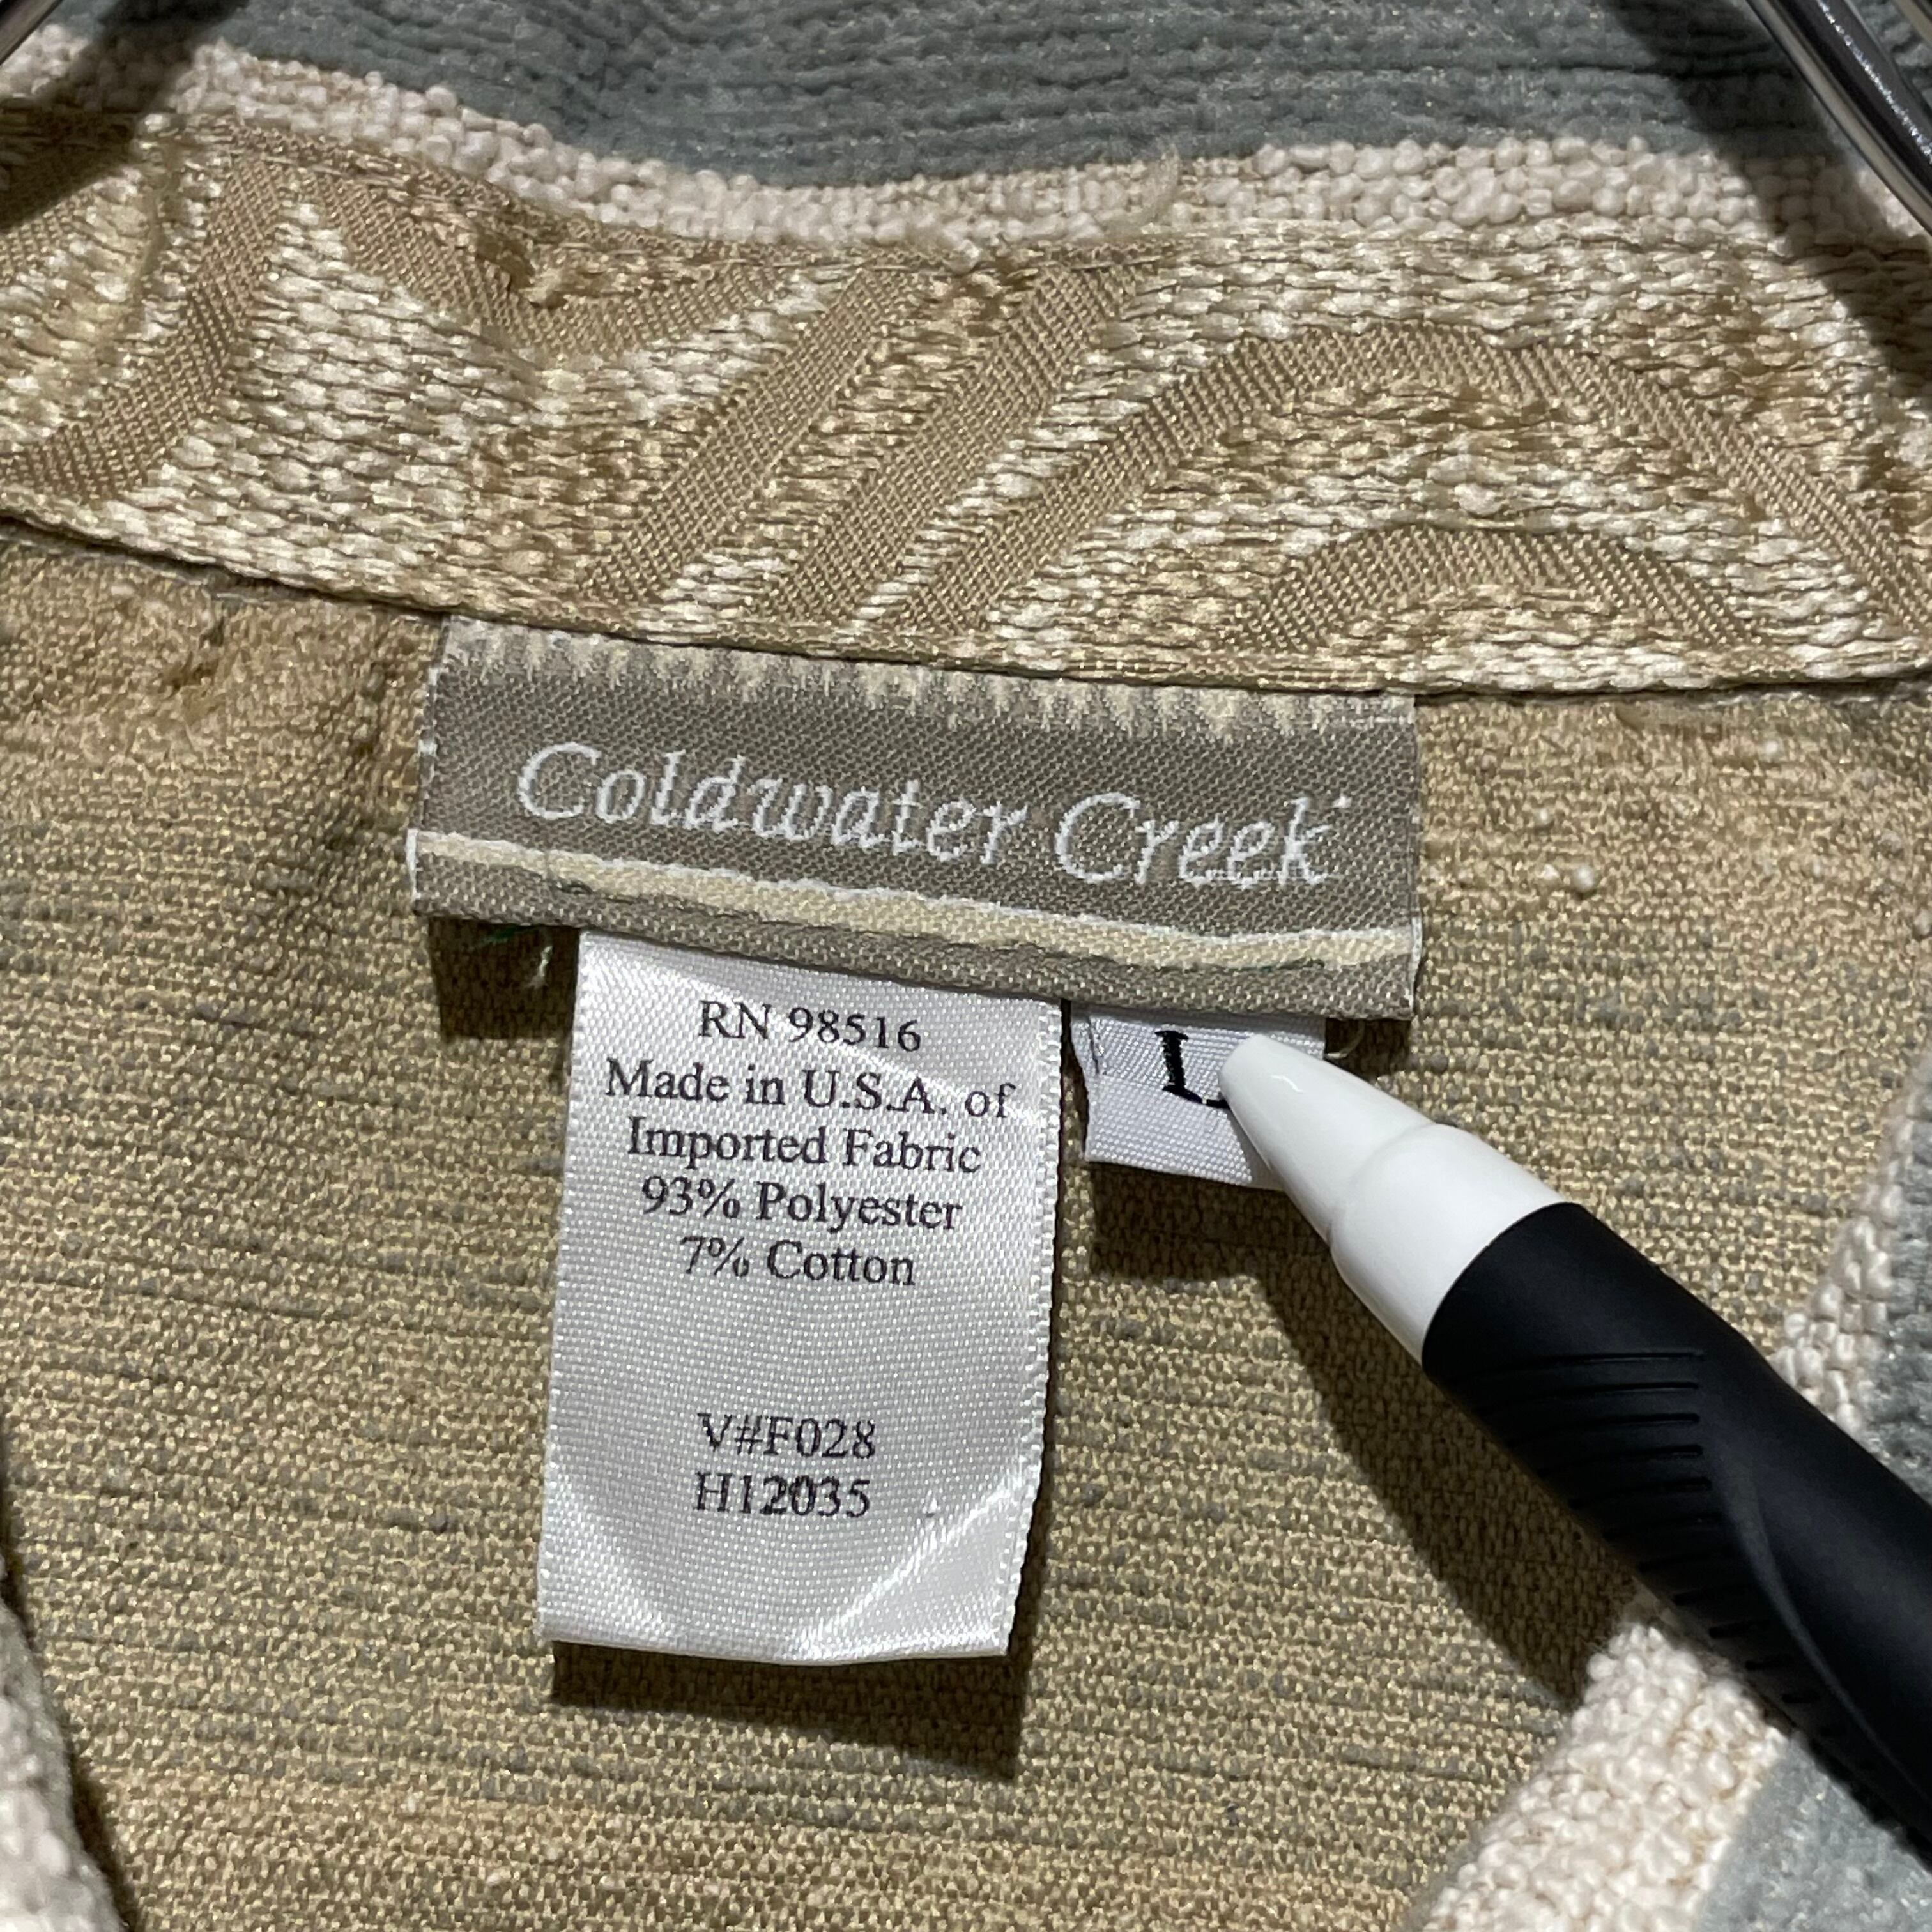 Coldwater Creek
RN 98516
Made in U.S.A. of
Imported Fabric
93% Polyester
7% Cotton
V#F028
H12035